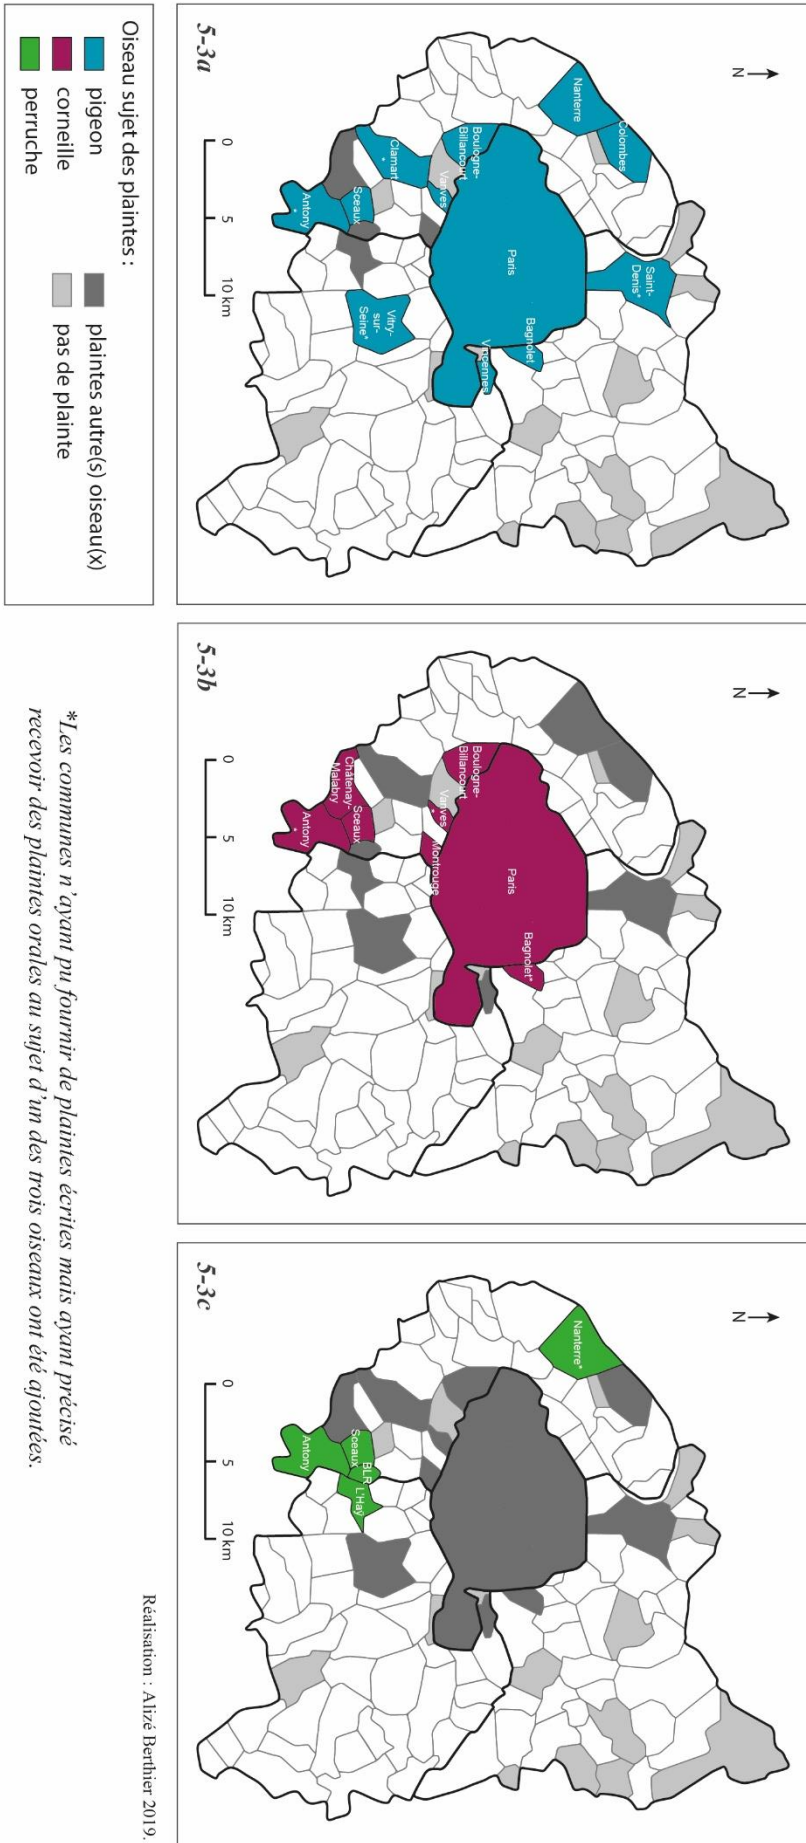 5-3a
N
Nanterre
Colombes
Saint-
Denis*
Boulogne-
Billancourt
Paris
Bagnolet
Vincennes
Vanves
Clamart
*
Sceaux
Antony
*
Vitry-
sur-
Seine*
0 5 10 km
5-3b
N
Boulogne-
Billancourt
Paris
Bagnolet*
Vanves
*
Montrouge
Châtenay-
Malabry
Sceaux
Antony
*
0 5 10 km
5-3c
N
Nanterre*
Sceaux
BLR
L'Haÿ
Antony
0 5 10 km
Oiseau sujet des plaintes :
pigeon
corneille
perruche
plaintes autre(s) oiseau(x)
pas de plainte
*Les communes n'ayant pu fournir de plaintes écrites mais ayant précisé
recevoir des plaintes orales au sujet d'un des trois oiseaux ont été ajoutées.
Réalisation : Alizé Berthier 2019.